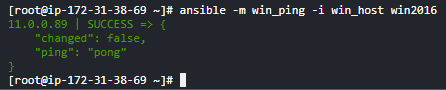 [root@ip-172-31-38-69 ~]# ansible -m win_ping -i win_host win2016
11.0.0.89 | SUCCESS => {
    "changed": false,
    "ping": "pong"
}
[root@ip-172-31-38-69 ~]#